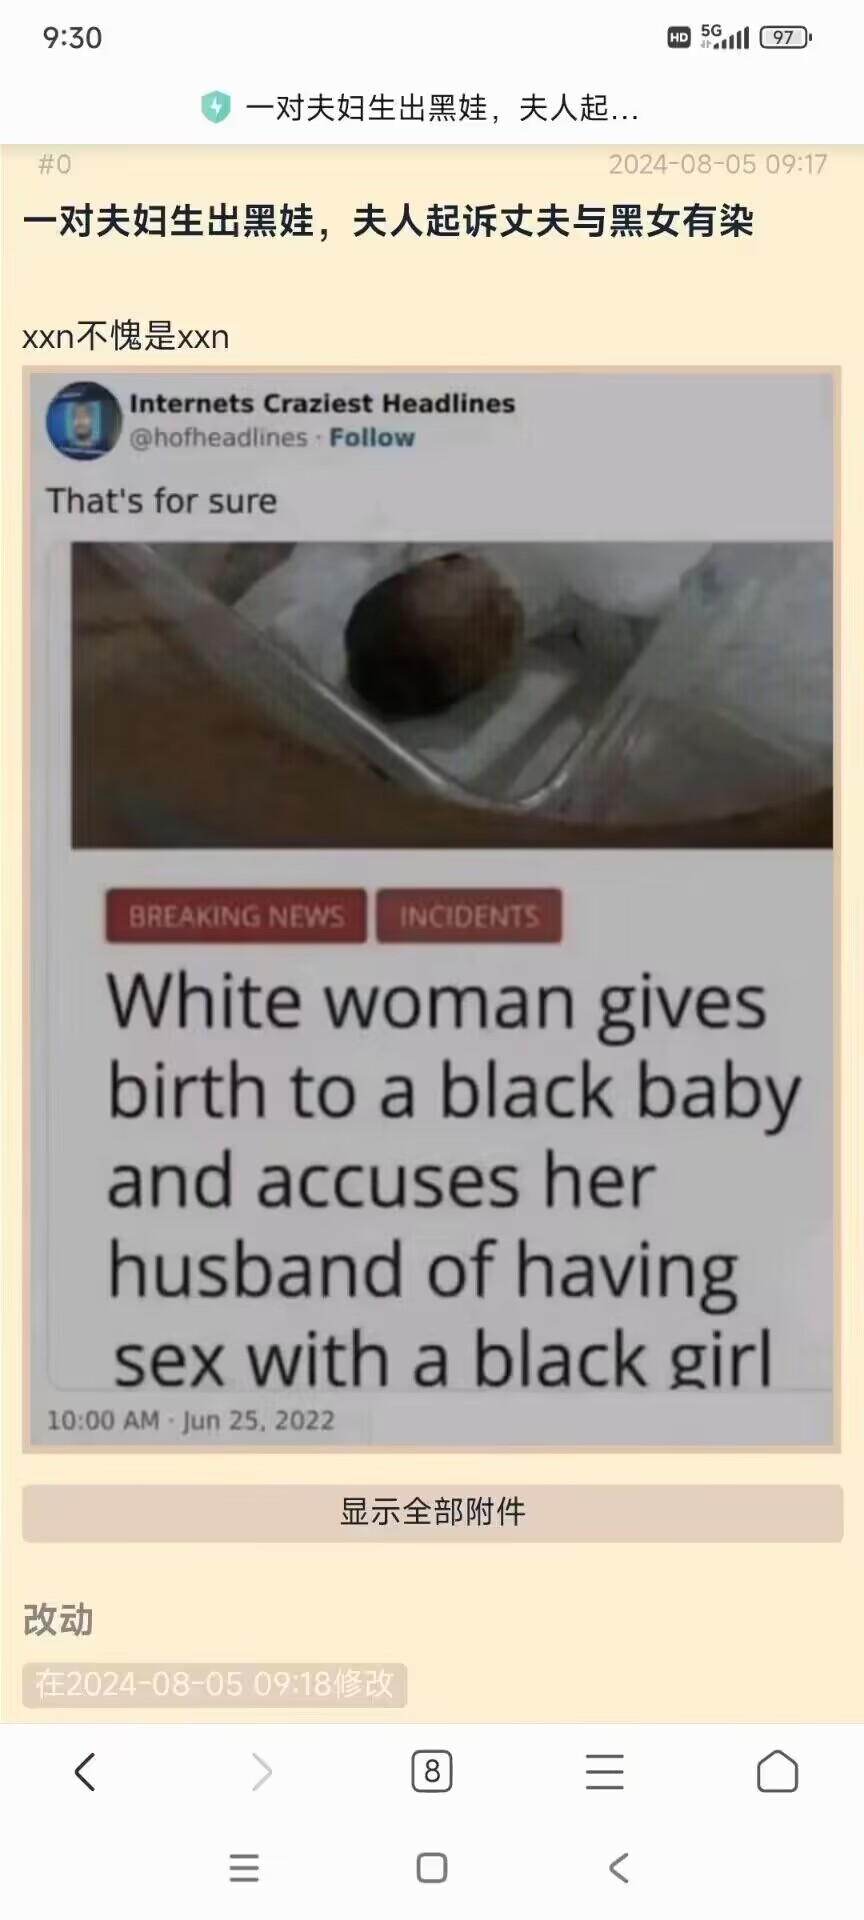 9:30
HD 5G 97
一对夫妇生出黑娃，夫人起...
#0 2024-08-05 09:17
一对夫妇生出黑娃，夫人起诉丈夫与黑女有染
xxn不愧是xxn
Internets Craziest Headlines
@hofheadlines · Follow
That's for sure
BREAKING NEWS INCIDENTS
White woman gives
birth to a black baby
and accuses her
husband of having
sex with a black girl
10:00 AM · Jun 25, 2022
显示全部附件
改动
在2024-08-05 09:18修改
8